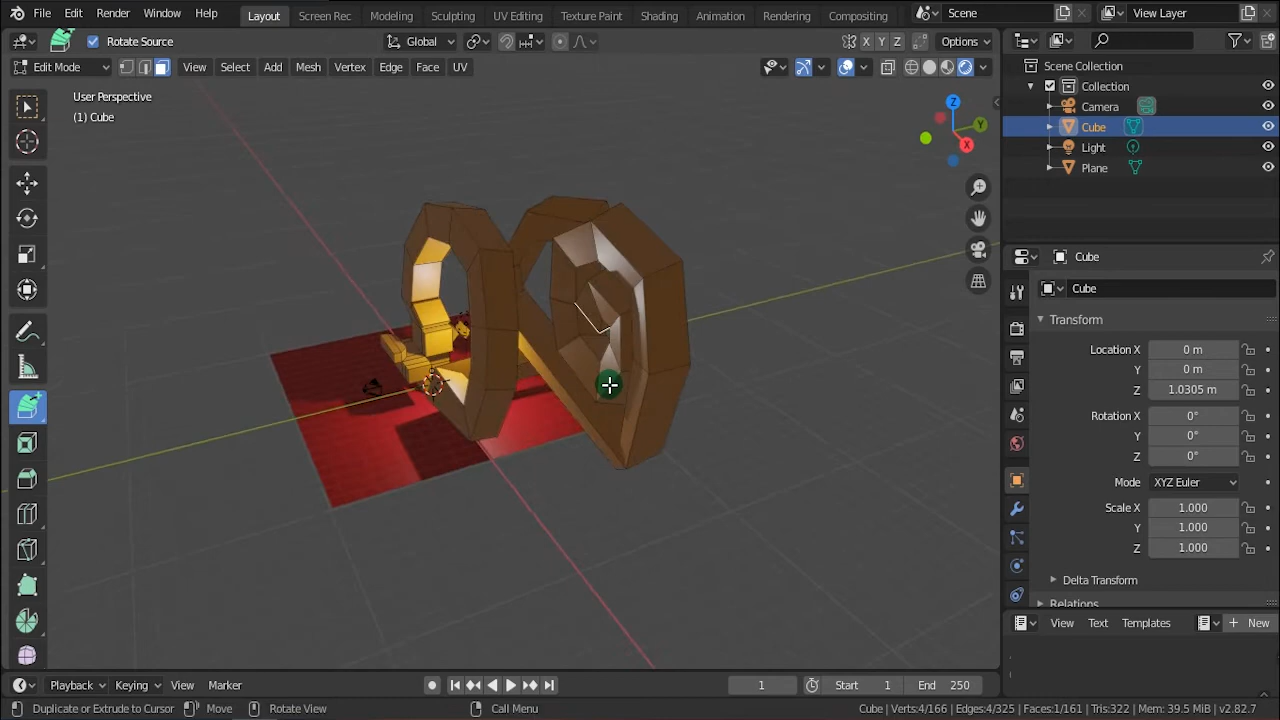 File Edit Render Window Help Layout Screen Rec Modeling Sculpting UV Editing Texture Paint Shading Animation Rendering Compositing Scene View Layer
Rotate Source Global X Y Z Options
Edit Mode View Select Add Mesh Vertex Edge Face UV
User Perspective
(1) Cube
Z
Y
X
Scene Collection
Collection
Camera
Cube
Light
Plane
Cube
Cube
Transform
Location X 0 m
Y 0 m
Z 1.0305 m
Rotation X 0°
Y 0°
Z 0°
Mode XYZ Euler
Scale X 1.000
Y 1.000
Z 1.000
Delta Transform
Relations
View Text Templates New
Playback Keying View Marker 1 Start 1 End 250
Duplicate or Extrude to Cursor Move Rotate View Call Menu Cube | Verts:4/166 | Edges:4/325 | Faces:1/161 | Tris:322 | Mem: 39.5 MiB | v2.82.7